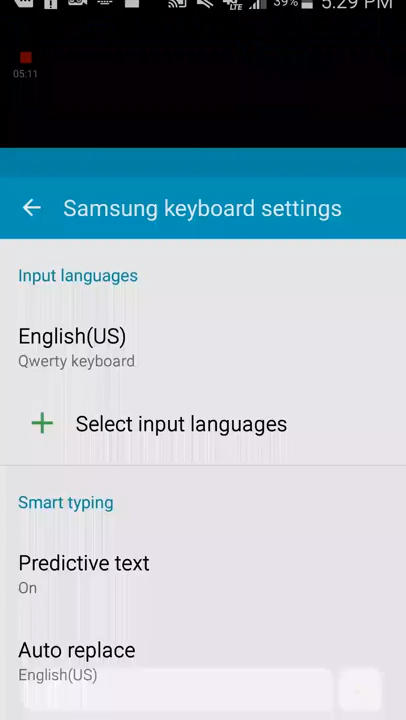 39% 5:29 PM
05:11
Samsung keyboard settings
Input languages
English(US)
Qwerty keyboard
Select input languages
Smart typing
Predictive text
On
Auto replace
English(US)